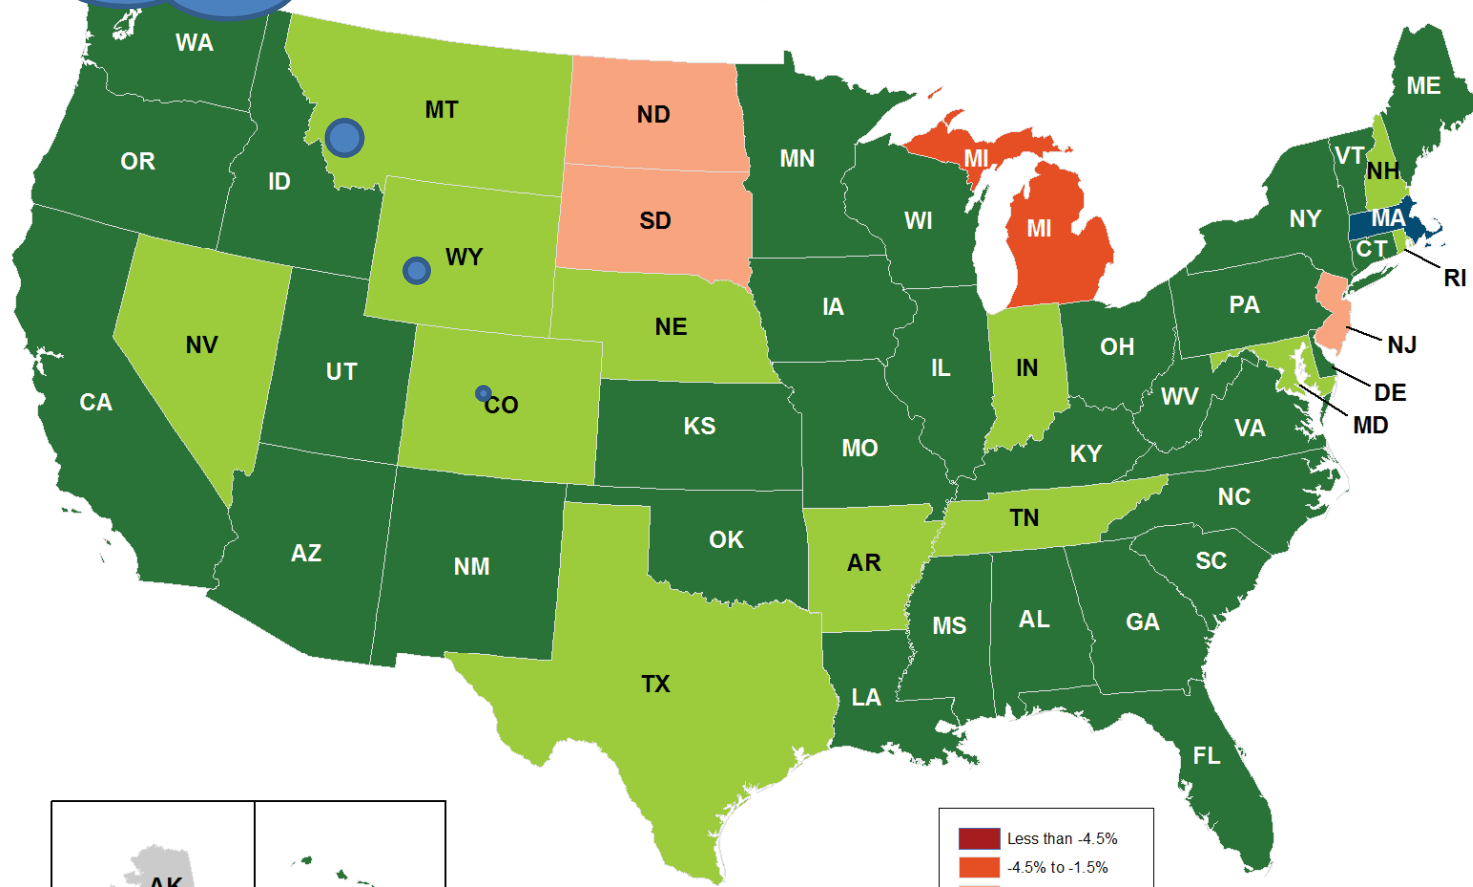 WA
ME
MT
ND
MN
VT
NH
OR
MI
ID
SD
WI
MI
NY
MA
CT
WY
RI
IA
PA
NE
NV
OH
NJ
UT
IL
IN
DE
CA
CO
WV
MD
KS
VA
MO
KY
NC
TN
OK
AZ
AR
SC
NM
MS
AL
GA
TX
LA
FL
Less than -4.5%
-4.5% to -1.5%
AK